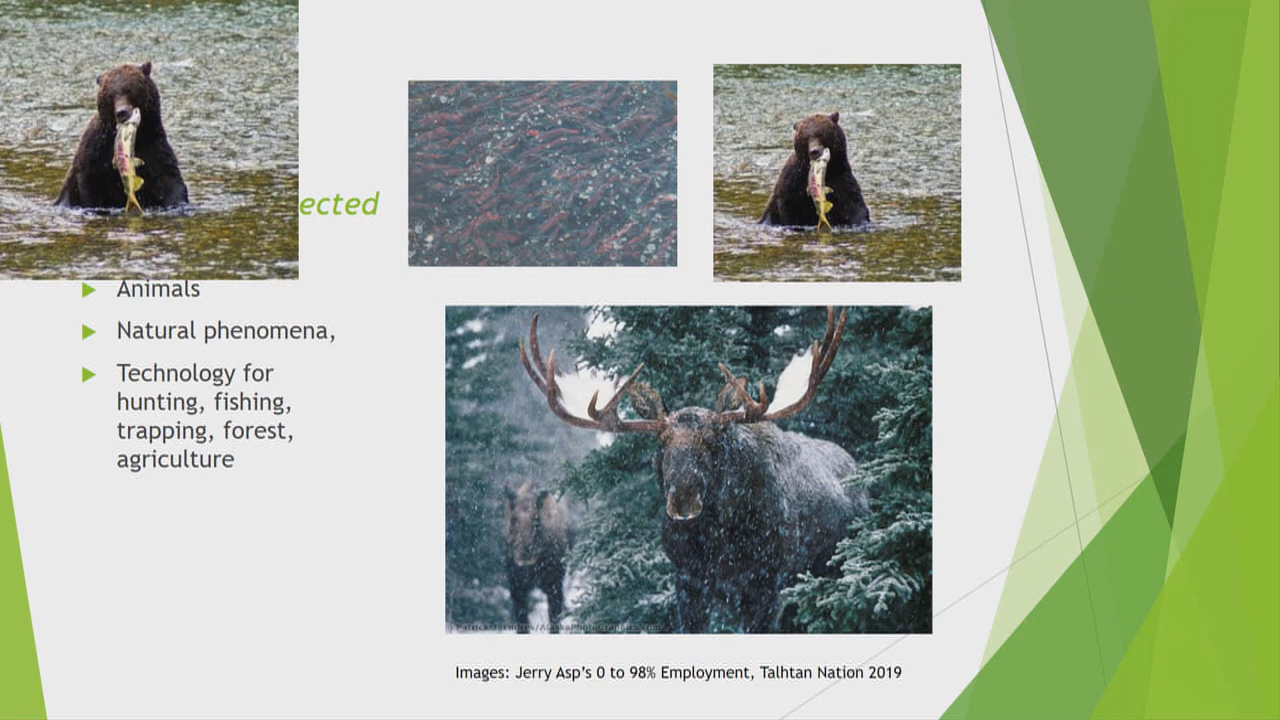 ected
Animals
Natural phenomena,
Technology for
hunting, fishing,
trapping, forest,
agriculture
Images: Jerry Asp's 0 to 98% Employment, Talhtan Nation 2019